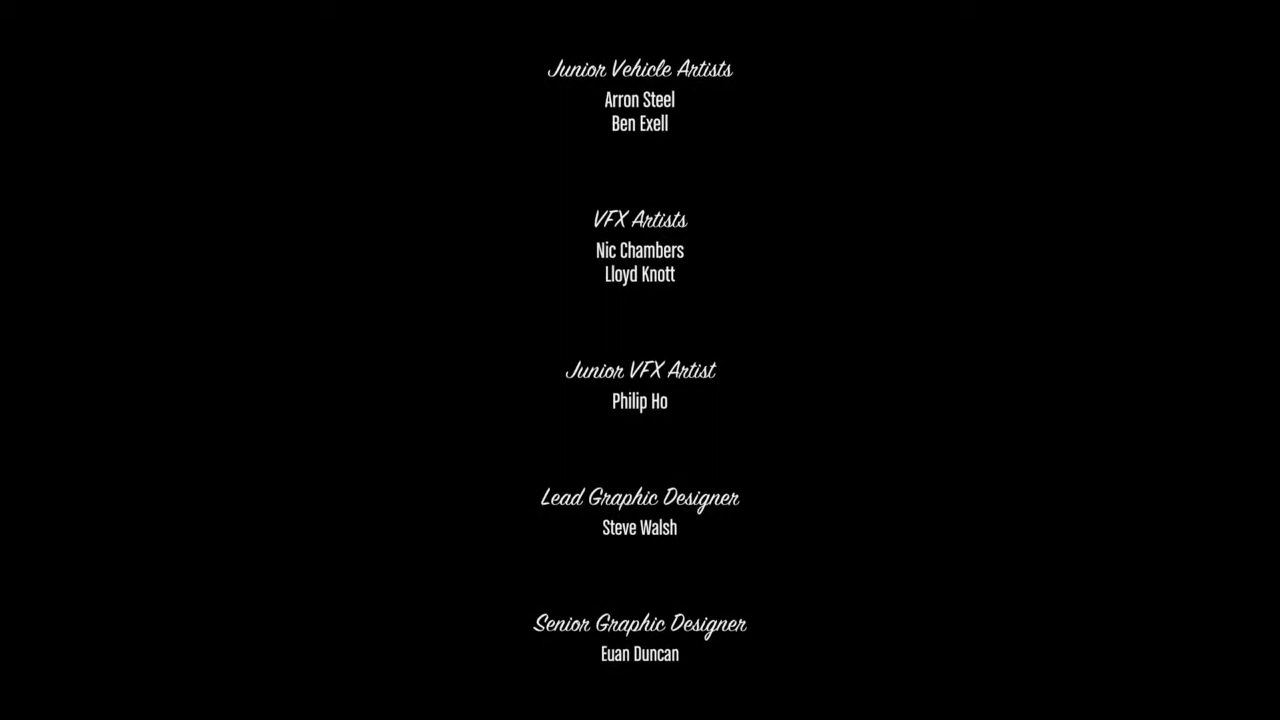 Junior Vehicle Artists
Arron Steel
Ben Exell
VFX Artists
Nic Chambers
Lloyd Knott
Junior VFX Artist
Philip Ho
Lead Graphic Designer
Steve Walsh
Senior Graphic Designer
Euan Duncan